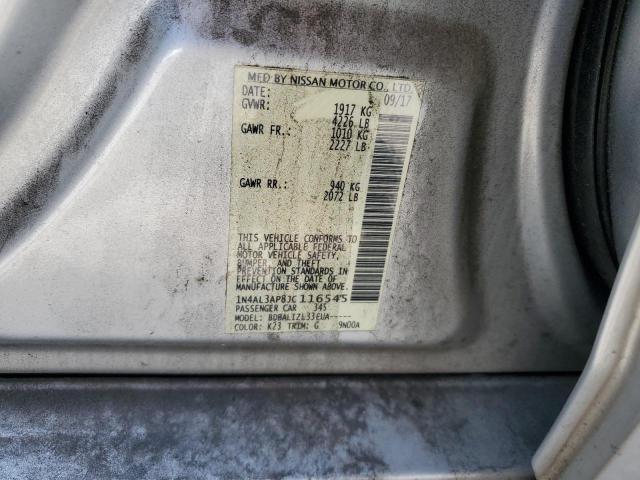 MFD BY NISSAN MOTOR CO., LTD.
DATE: 09/17
GVWR: 1917 KG
4226 LB
GAWR FR.: 1010 KG
2227 LB
GAWR RR.: 940 KG
2072 LB
THIS VEHICLE CONFORMS TO
ALL APPLICABLE FEDERAL
MOTOR VEHICLE SAFETY,
BUMPER, AND THEFT
PREVENTION STANDARDS IN
EFFECT ON THE DATE OF
MANUFACTURE SHOWN ABOVE.
1N4AL3AP8JC116545
PASSENGER CAR 345
MODEL: BDBALIZL33EUA-----
COLOR: K23 TRIM: G 9N00A